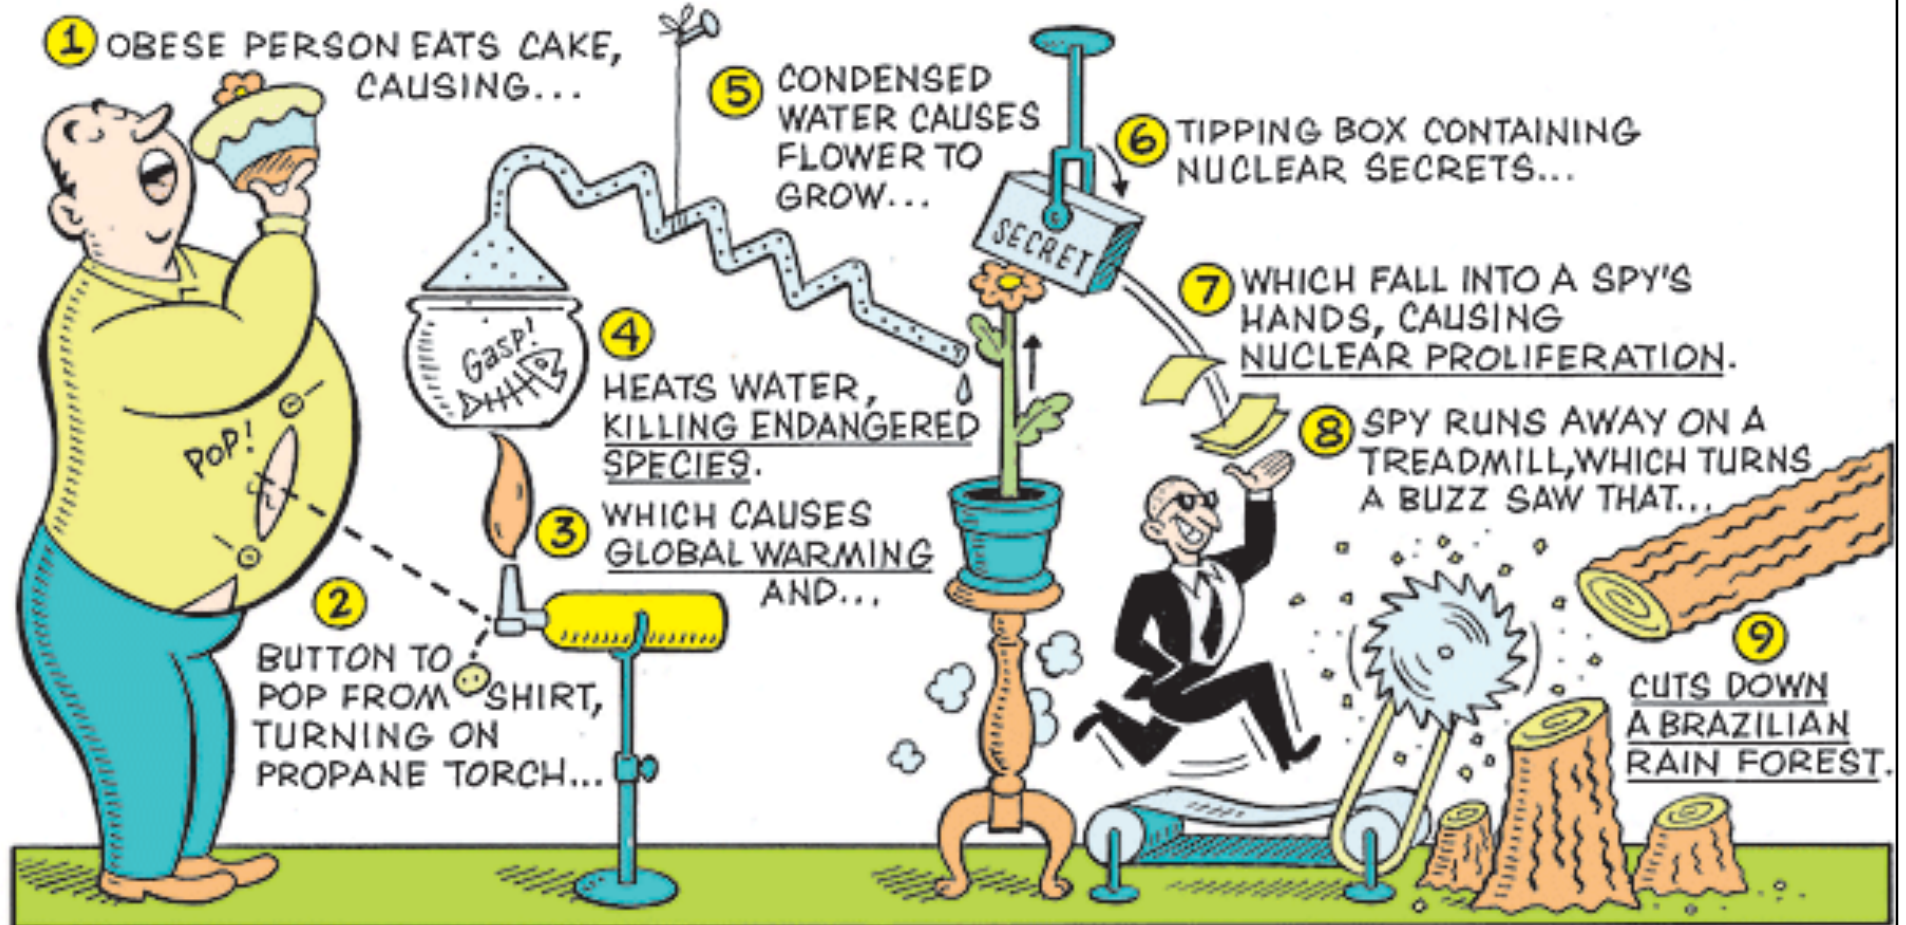 1 OBESE PERSON EATS CAKE,
CAUSING...
POP!
2
BUTTON TO
POP FROM SHIRT,
TURNING ON
PROPANE TORCH...
3 WHICH CAUSES
GLOBAL WARMING
AND...
Gasp!
4
HEATS WATER,
KILLING ENDANGERED
SPECIES.
5 CONDENSED
WATER CAUSES
FLOWER TO
GROW...
6 TIPPING BOX CONTAINING
NUCLEAR SECRETS...
SECRET
7 WHICH FALL INTO A SPY'S
HANDS, CAUSING
NUCLEAR PROLIFERATION.
8 SPY RUNS AWAY ON A
TREADMILL, WHICH TURNS
A BUZZ SAW THAT...
9
CUTS DOWN
A BRAZILIAN
RAIN FOREST.